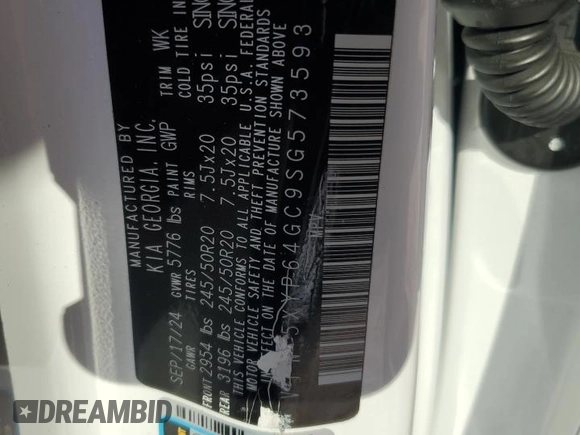 MANUFACTURED BY
KIA GEORGIA, INC.
SEP/17/24 GVWR 5776 lbs PAINT GWP TRIM WK
GAWR TIRES RIMS COLD TIRE IN
FRONT 2954 lbs 245/50R20 7.5Jx20 35psi SING
REAR 3196 lbs 245/50R20 7.5Jx20 35psi SING
THIS VEHICLE CONFORMS TO ALL APPLICABLE U.S.A. FEDERAL
MOTOR VEHICLE SAFETY AND THEFT PREVENTION STANDARDS
IN EFFECT ON THE DATE OF MANUFACTURE SHOWN ABOVE
5XYP64GC9SG573593
MPV
DREAMBID